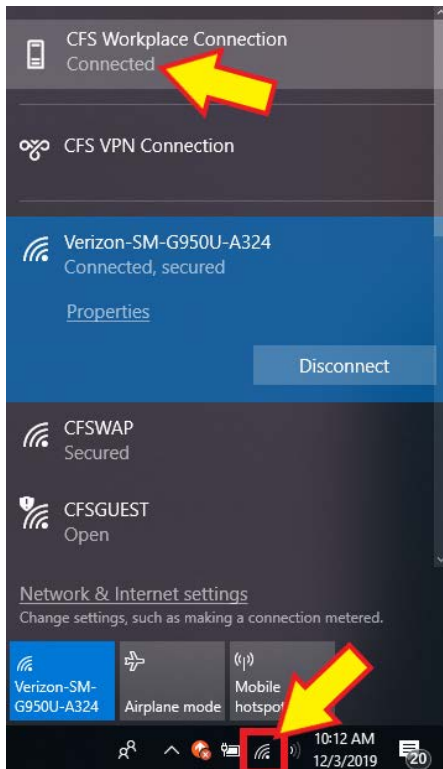 CFS Workplace Connection
Connected
CFS VPN Connection
Verizon-SM-G950U-A324
Connected, secured
Properties
Disconnect
CFSWAP
Secured
CFSGUEST
Open
Network & Internet settings
Change settings, such as making a connection metered.
Verizon-SM-
G950U-A324
Airplane mode
Mobile
hotspot
10:12 AM
12/3/2019
20